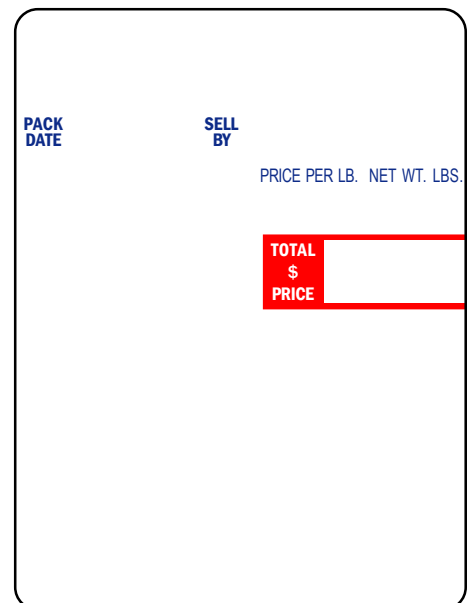 PACK
DATE
SELL
BY
PRICE PER LB. NET WT. LBS.
TOTAL
$
PRICE